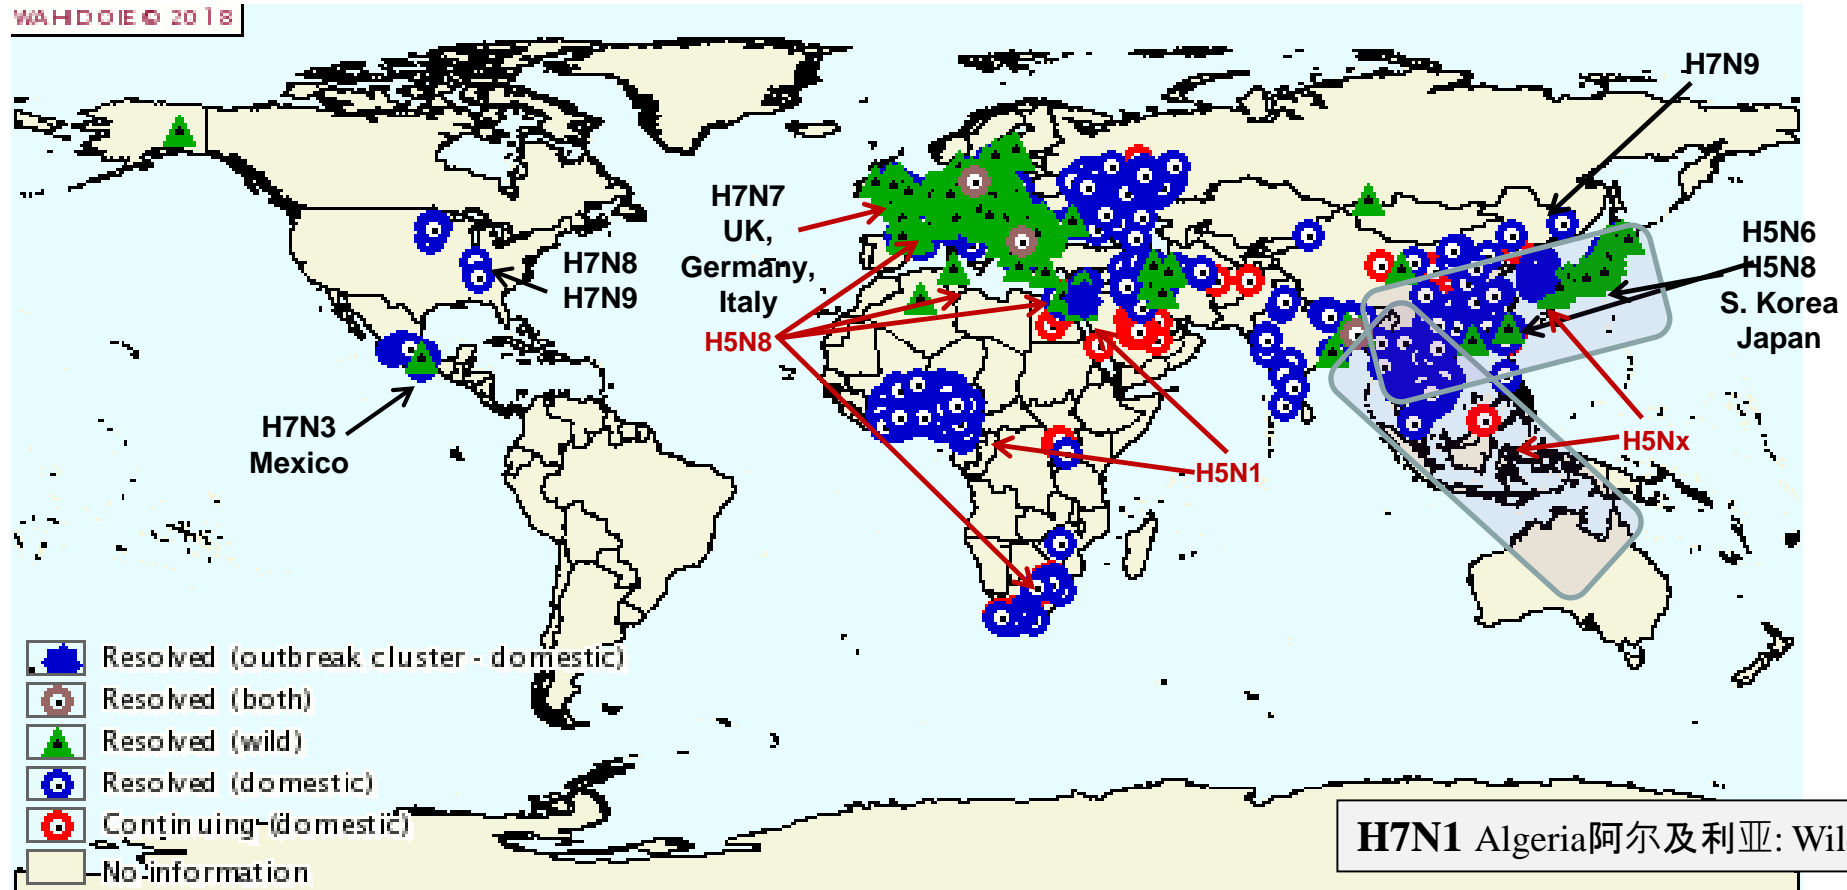 WAHIDOIE © 2018
H7N9
H7N7
UK,
Germany,
Italy
H5N8
H7N8
H7N9
H7N3
Mexico
H5N6
H5N8
S. Korea
Japan
H5Nx
H5N1
Resolved (outbreak cluster - domestic)
Resolved (both)
Resolved (wild)
Resolved (domestic)
Continuing (domestic)
No information
H7N1 Algeria阿尔及利亚: Wil